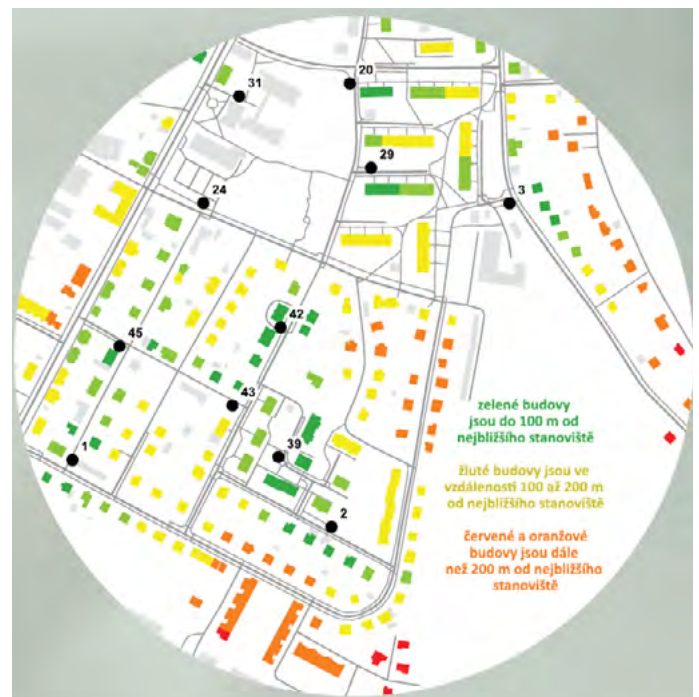 31
20
29
24
3
42
45
43
39
1
2
zelené budovy
jsou do 100 m od
nejbližšího stanoviště
žluté budovy jsou ve
vzdálenosti 100 až 200 m
od nejbližšího stanoviště
červené a oranžové
budovy jsou dále
než 200 m od nejbližšího
stanoviště